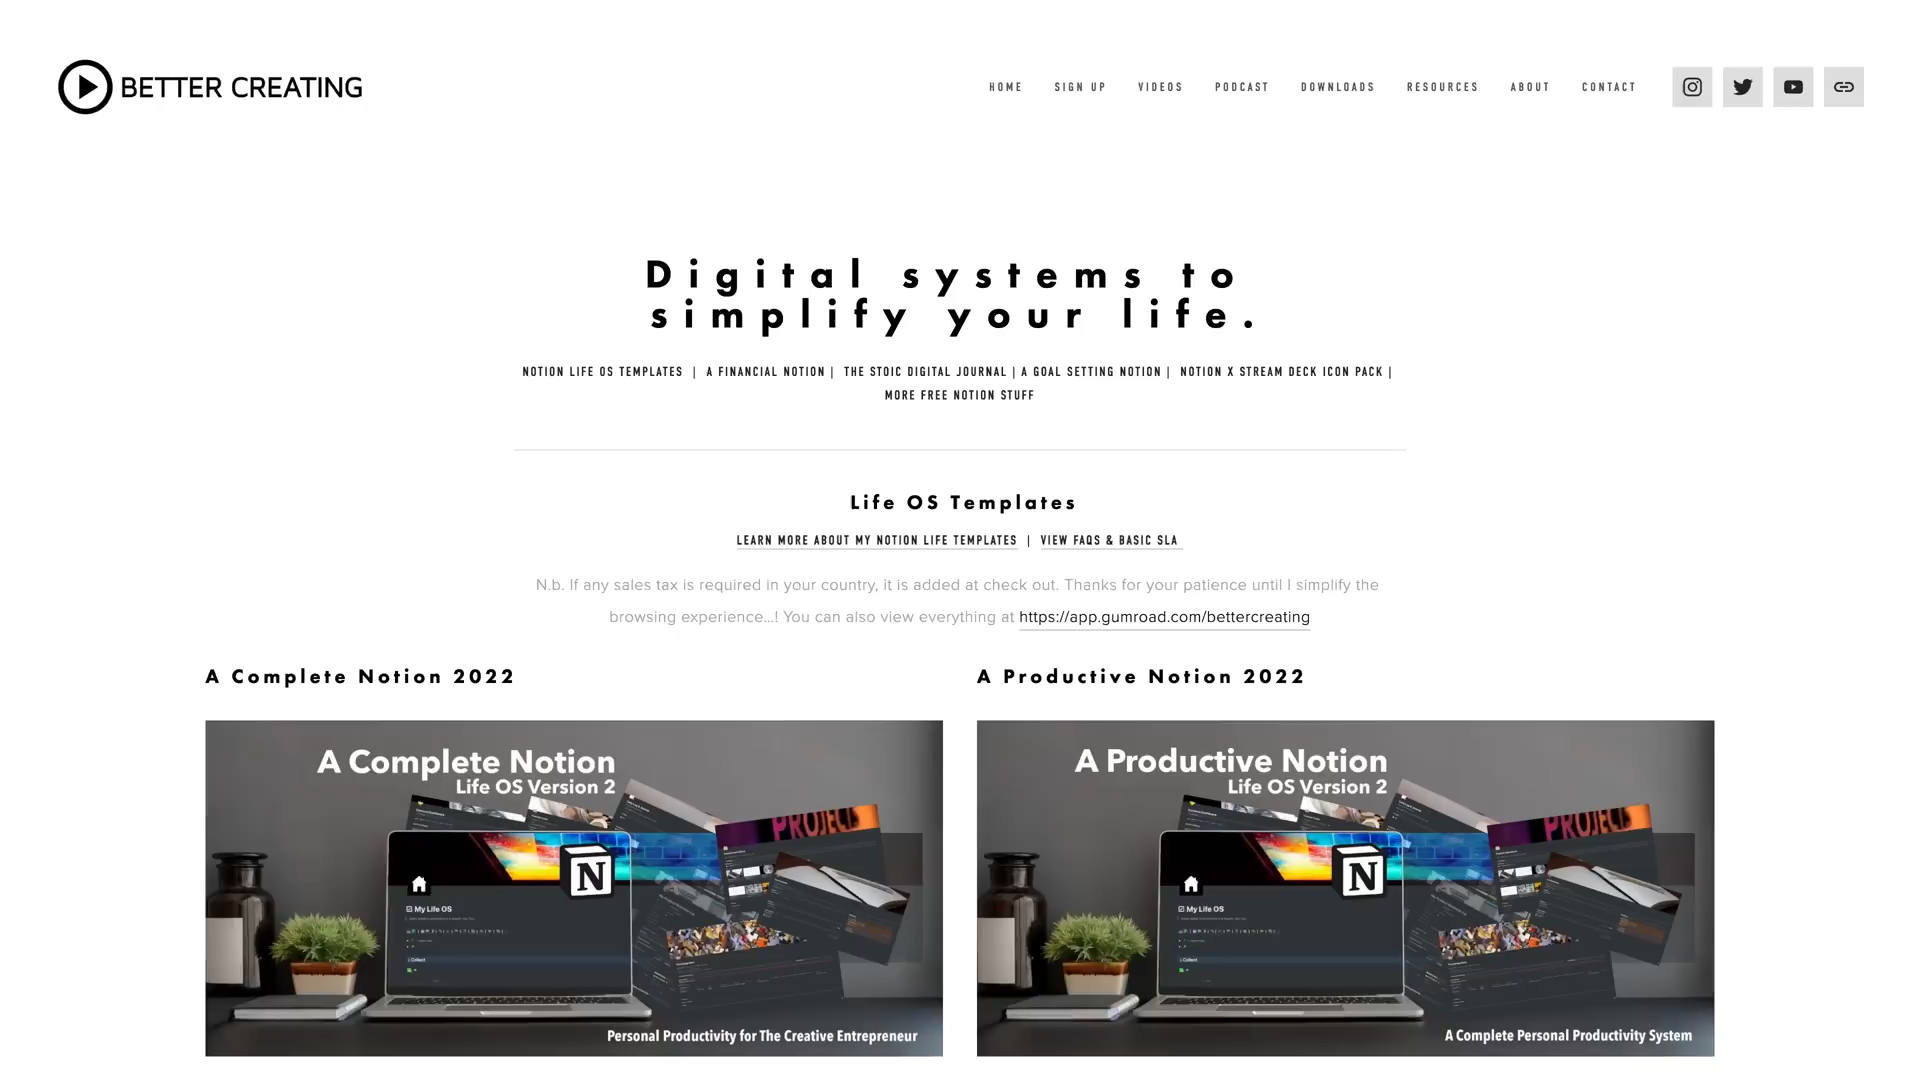 BETTER CREATING
HOME SIGN UP VIDEOS PODCAST DOWNLOADS RESOURCES ABOUT CONTACT
Digital systems to
simplify your life.
NOTION LIFE OS TEMPLATES | A FINANCIAL NOTION | THE STOIC DIGITAL JOURNAL | A GOAL SETTING NOTION | NOTION X STREAM DECK ICON PACK |
MORE FREE NOTION STUFF
Life OS Templates
LEARN MORE ABOUT MY NOTION LIFE TEMPLATES | VIEW FAQS & BASIC SLA
N.b. If any sales tax is required in your country, it is added at check out. Thanks for your patience until I simplify the
browsing experience...! You can also view everything at https://app.gumroad.com/bettercreating
A Complete Notion 2022
A Complete Notion
Life OS Version 2
PROJECT
N
My Life OS
Collect
Personal Productivity for The Creative Entrepreneur
A Productive Notion 2022
A Productive Notion
Life OS Version 2
PROJECT
N
My Life OS
Collect
A Complete Personal Productivity System